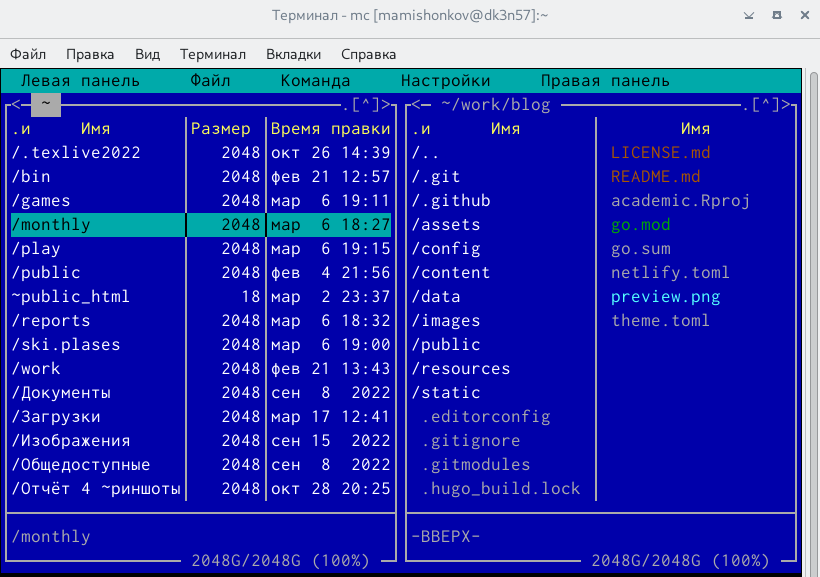 Терминал - mc [mamishonkov@dk3n57]:~
Файл Правка Вид Терминал Вкладки Справка
Левая панель Файл Команда Настройки Правая панель
<─ ~ .[^]> <─ ~/work/blog .[^]>
.и Имя Размер Время правки .и Имя Имя
/.texlive2022 2048 окт 26 14:39 /.. LICENSE.md
/bin 2048 фев 21 12:57 /.git README.md
/games 2048 мар 6 19:11 /.github academic.Rproj
/monthly 2048 мар 6 18:27 /assets go.mod
/play 2048 мар 6 19:15 /config go.sum
/public 2048 фев 4 21:56 /content netlify.toml
~public_html 18 мар 2 23:37 /data preview.png
/reports 2048 мар 6 18:32 /images theme.toml
/ski.plases 2048 мар 6 19:00 /public
/work 2048 фев 21 13:43 /resources
/Документы 2048 сен 8 2022 /static
/Загрузки 2048 мар 17 12:41 .editorconfig
/Изображения 2048 сен 15 2022 .gitignore
/Общедоступные 2048 сен 8 2022 .gitmodules
/Отчёт 4 ~риншоты 2048 окт 28 20:25 .hugo_build.lock
/monthly -ВВЕРХ-
2048G/2048G (100%) 2048G/2048G (100%)